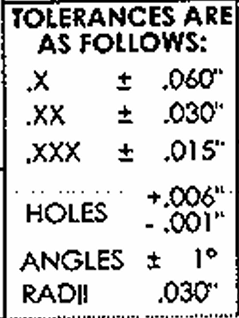 TOLERANCES ARE
AS FOLLOWS:
.X ± .060"
.XX ± .030"
.XXX ± .015"
HOLES +.006"
- .001"
ANGLES ± 1°
RADII .030"